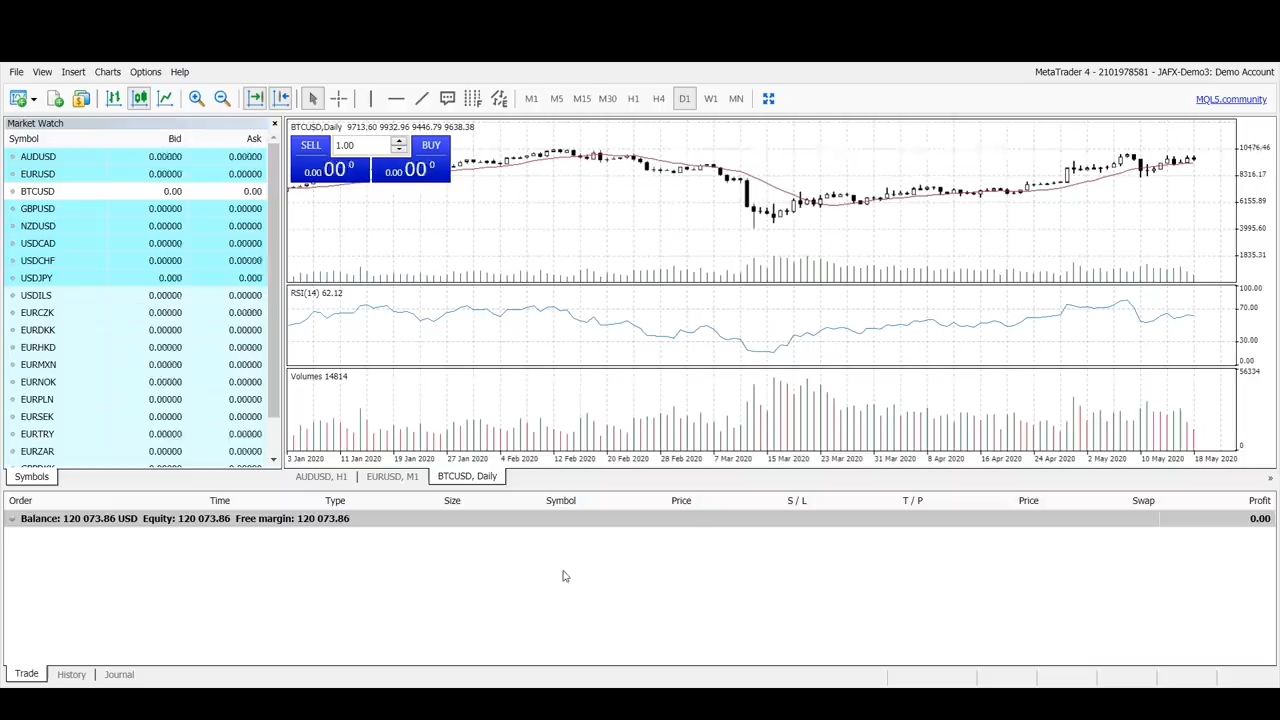 File View Insert Charts Options Help
MetaTrader 4 - 2101978581 - JAFX-Demo3: Demo Account
M1 M5 M15 M30 H1 H4 D1 W1 MN
MQL5.community
Market Watch
Symbol Bid Ask
AUDUSD 0.00000 0.00000
EURUSD 0.00000 0.00000
BTCUSD 0.00 0.00
GBPUSD 0.00000 0.00000
NZDUSD 0.00000 0.00000
USDCAD 0.00000 0.00000
USDCHF 0.00000 0.00000
USDJPY 0.000 0.000
USDILS 0.00000 0.00000
EURCZK 0.00000 0.00000
EURDKK 0.00000 0.00000
EURHKD 0.00000 0.00000
EURMXN 0.00000 0.00000
EURNOK 0.00000 0.00000
EURPLN 0.00000 0.00000
EURSEK 0.00000 0.00000
EURTRY 0.00000 0.00000
EURZAR 0.00000 0.00000
Symbols
BTCUSD,Daily 9713.60 9932.96 9446.79 9638.38
SELL 1.00 BUY
0.00 00 0 0.00 00 0
10476.46
8316.17
6155.89
3995.60
1835.31
RSI(14) 62.12
100.00
70.00
30.00
0.00
Volumes 14814
56334
0
3 Jan 2020 11 Jan 2020 19 Jan 2020 27 Jan 2020 4 Feb 2020 12 Feb 2020 20 Feb 2020 28 Feb 2020 7 Mar 2020 15 Mar 2020 23 Mar 2020 31 Mar 2020 8 Apr 2020 16 Apr 2020 24 Apr 2020 2 May 2020 10 May 2020 18 May 2020
AUDUSD, H1 EURUSD, M1 BTCUSD, Daily
Order Time Type Size Symbol Price S / L T / P Price Swap Profit
Balance: 120 073.86 USD Equity: 120 073.86 Free margin: 120 073.86 0.00
Trade History Journal